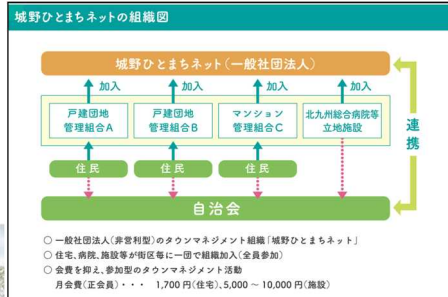 城野ひとまちネットの組織図
城野ひとまちネット（一般社団法人）
加入 加入 加入 加入
戸建団地
管理組合A
戸建団地
管理組合B
マンション
管理組合C
北九州総合病院等
立地施設
連携
住民 住民 住民
自治会
○ 一般社団法人（非営利型）のタウンマネジメント組織「城野ひとまちネット」
○ 住宅、病院、施設等が街区毎に一団で組織加入（全員参加）
○ 会費を抑え、参加型のタウンマネジメント活動
月会費（正会員）・・・ 1,700 円（住宅）、5,000 ～ 10,000 円（施設）